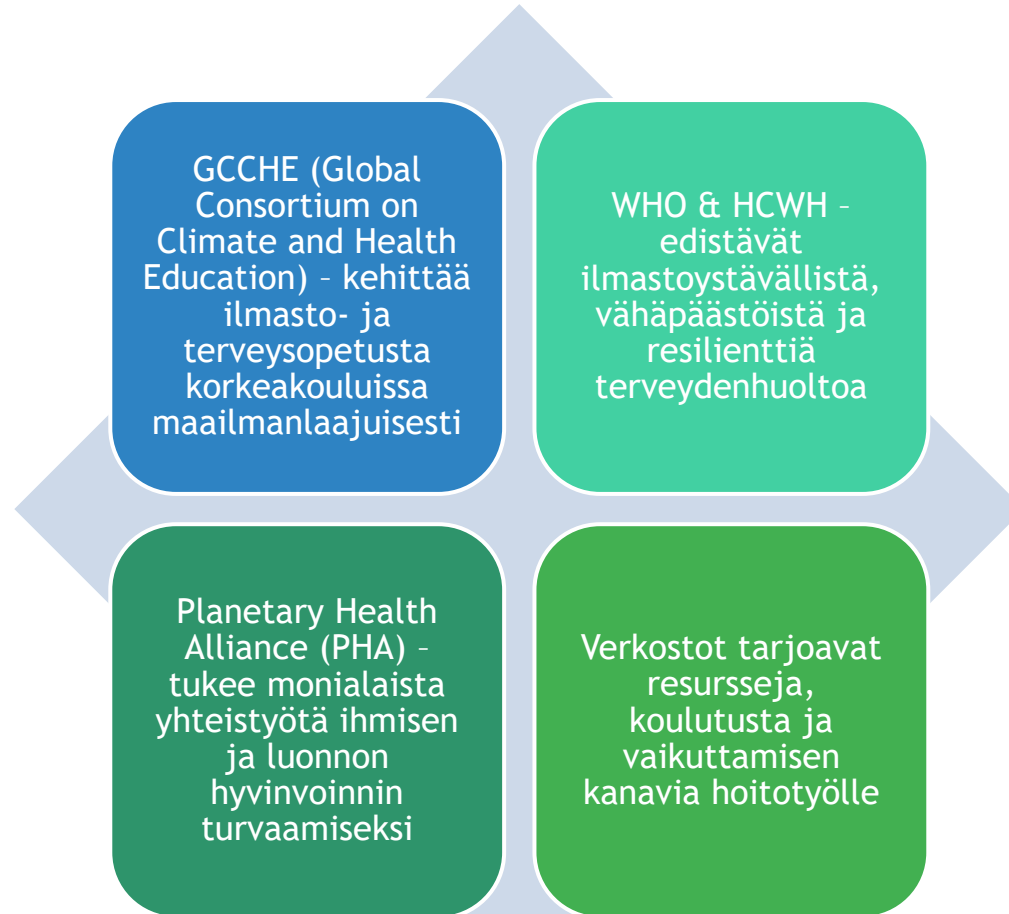 GCCHE (Global
Consortium on
Climate and Health
Education) – kehittää
ilmasto- ja
terveysopetusta
korkeakouluissa
maailmanlaajuisesti
WHO & HCWH –
edistävät
ilmastoystävällistä,
vähäpäästöistä ja
resilienttiä
terveydenhuoltoa
Planetary Health
Alliance (PHA) –
tukee monialaista
yhteistyötä ihmisen
ja luonnon
hyvinvoinnin
turvaamiseksi
Verkostot tarjoavat
resursseja,
koulutusta ja
vaikuttamisen
kanavia hoitotyölle